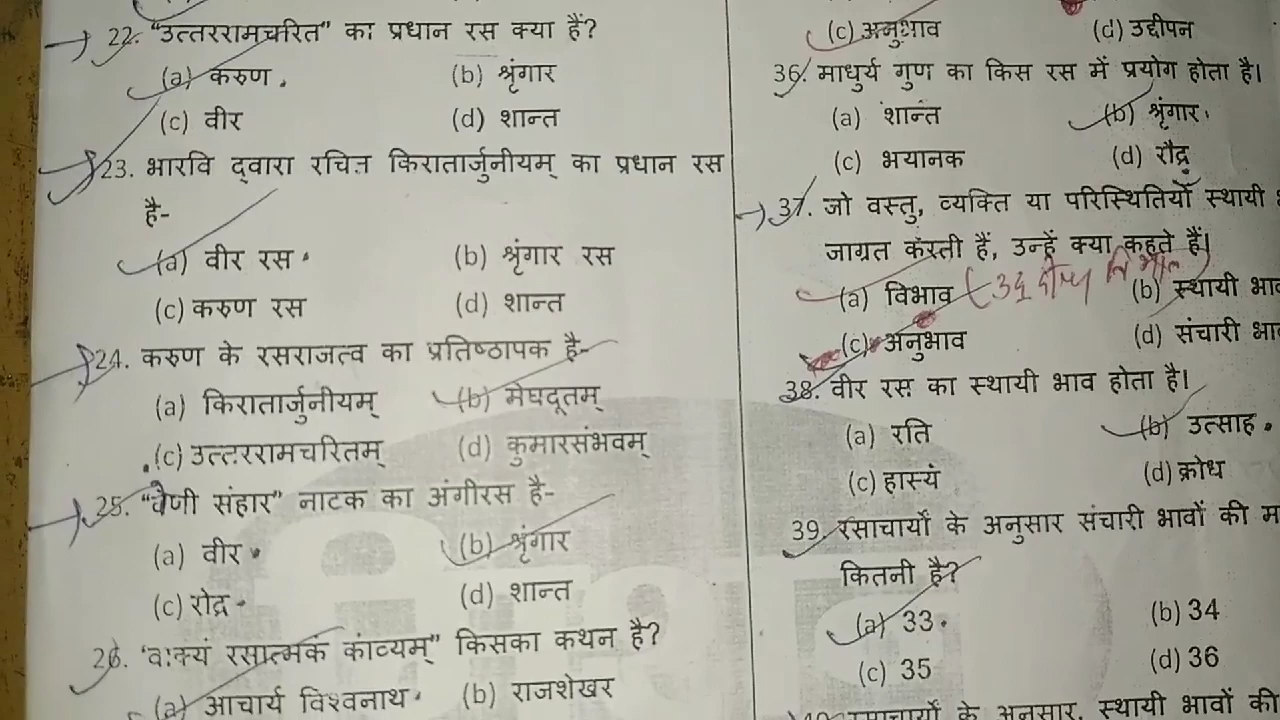 22. "उत्तररामचरित" का प्रधान रस क्या हैं?
(a) करुण (b) श्रृंगार
(c) वीर (d) शान्त
23. भारवि द्वारा रचित किरातार्जुनीयम् का प्रधान रस
है-
(a) वीर रस (b) श्रृंगार रस
(c) करुण रस (d) शान्त
24. करुण के रसराजत्व का प्रतिष्ठापक है-
(a) किरातार्जुनीयम् (b) मेघदूतम्
(c) उत्तररामचरितम् (d) कुमारसंभवम्
25. "वेणी संहार" नाटक का अंगीरस है-
(a) वीर (b) श्रृंगार
(c) रोद्र (d) शान्त
26. "वाक्यं रसात्मकं काव्यम्" किसका कथन है?
(a) आचार्य विश्वनाथ (b) राजशेखर
(c) अनुभाव (d) उद्दीपन
36. माधुर्य गुण का किस रस में प्रयोग होता है।
(a) शान्त (b) श्रृंगार
(c) भयानक (d) रौद्र
37. जो वस्तु, व्यक्ति या परिस्थितियाँ स्थायी
जाग्रत करती हैं, उन्हें क्या कहते हैं।
(a) विभाव (b) स्थायी
(c) अनुभाव (d) संचारी
38. वीर रस का स्थायी भाव होता है।
(a) रति (b) उत्साह
(c) हास्य (d) क्रोध
39. रसाचार्यो के अनुसार संचारी भावों की
कितनी है?
(a) 33 (b) 34
(c) 35 (d) 36
के अनुसार, स्थायी भावों की